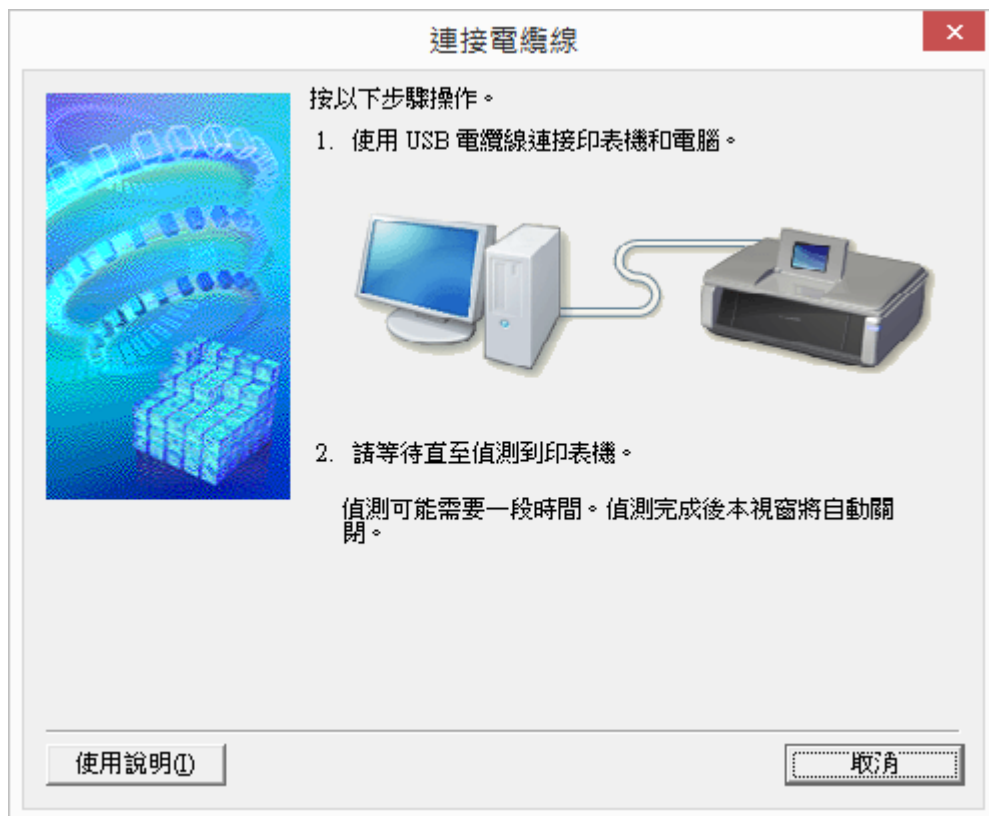 連接電纜線
按以下步驟操作。
1. 使用 USB 電纜線連接印表機和電腦。
2. 請等待直至偵測到印表機。
偵測可能需要一段時間。偵測完成後本視窗將自動關
閉。
使用說明(I)
取消